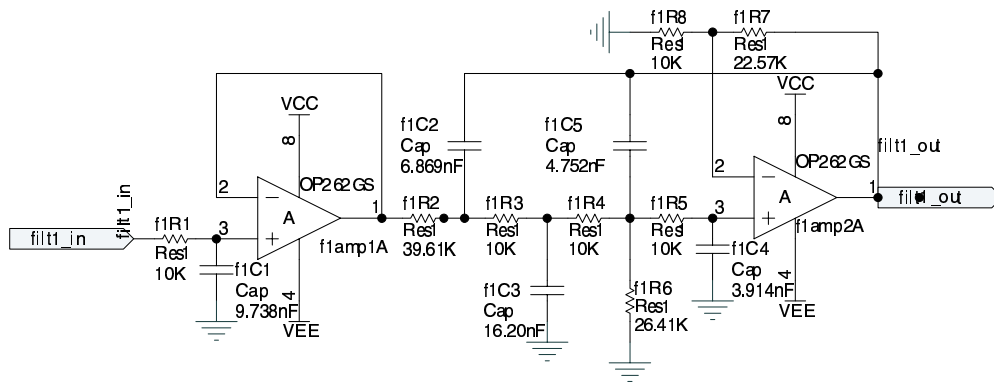 f1R8
Res1
10K
f1R7
Res1
22.57K
VCC
8
f1C2
Cap
6.869nF
f1C5
Cap
4.752nF
VCC
8
filt1_out
2
OP262GS
A
1
3
f1amp1A
4
VEE
filt1_in
filt1_in
f1R1
Res1
10K
f1C1
Cap
9.738nF
f1R2
Res1
39.61K
f1R3
Res1
10K
f1R4
Res1
10K
f1R5
Res1
10K
2
OP262GS
A
1
3
f1amp2A
4
VEE
filt1_out
f1C3
Cap
16.20nF
f1R6
Res1
26.41K
f1C4
Cap
3.914nF